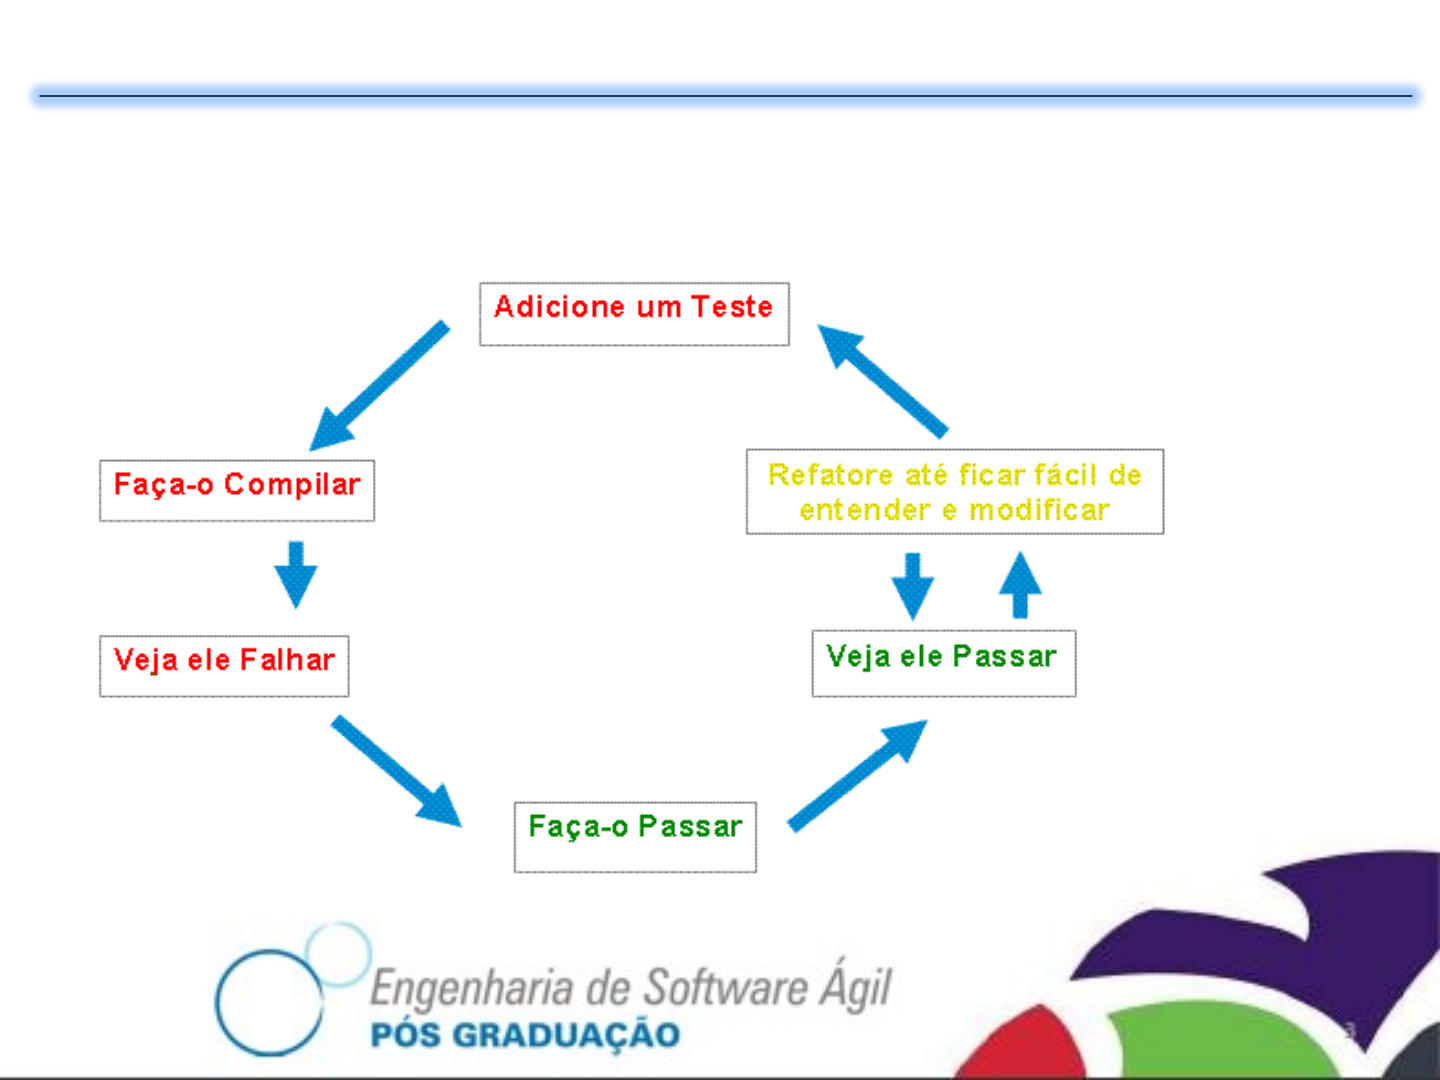 Adicione um Teste
Faça-o Compilar
Refatore até ficar fácil de
entender e modificar
Veja ele Falhar
Veja ele Passar
Faça-o Passar
Engenharia de Software Ágil
PÓS GRADUAÇÃO
3